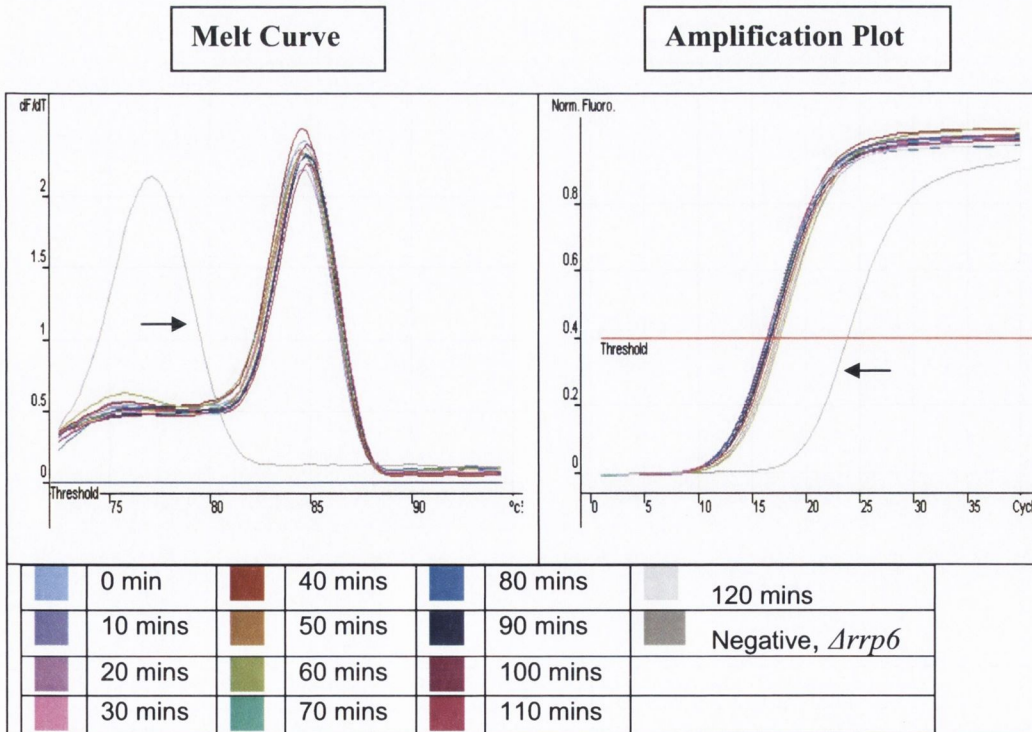 Melt Curve
Amplification Plot
dF/dT
2
1.5
1
0.5
0
Threshold
75
80
85
90
°C
Norm. Fluoro.
0.8
0.6
0.4
Threshold
0.2
0
0
5
10
15
20
25
30
35
Cycl
0 min
40 mins
80 mins
120 mins
10 mins
50 mins
90 mins
Negative, Δrrp6
20 mins
60 mins
100 mins
30 mins
70 mins
110 mins